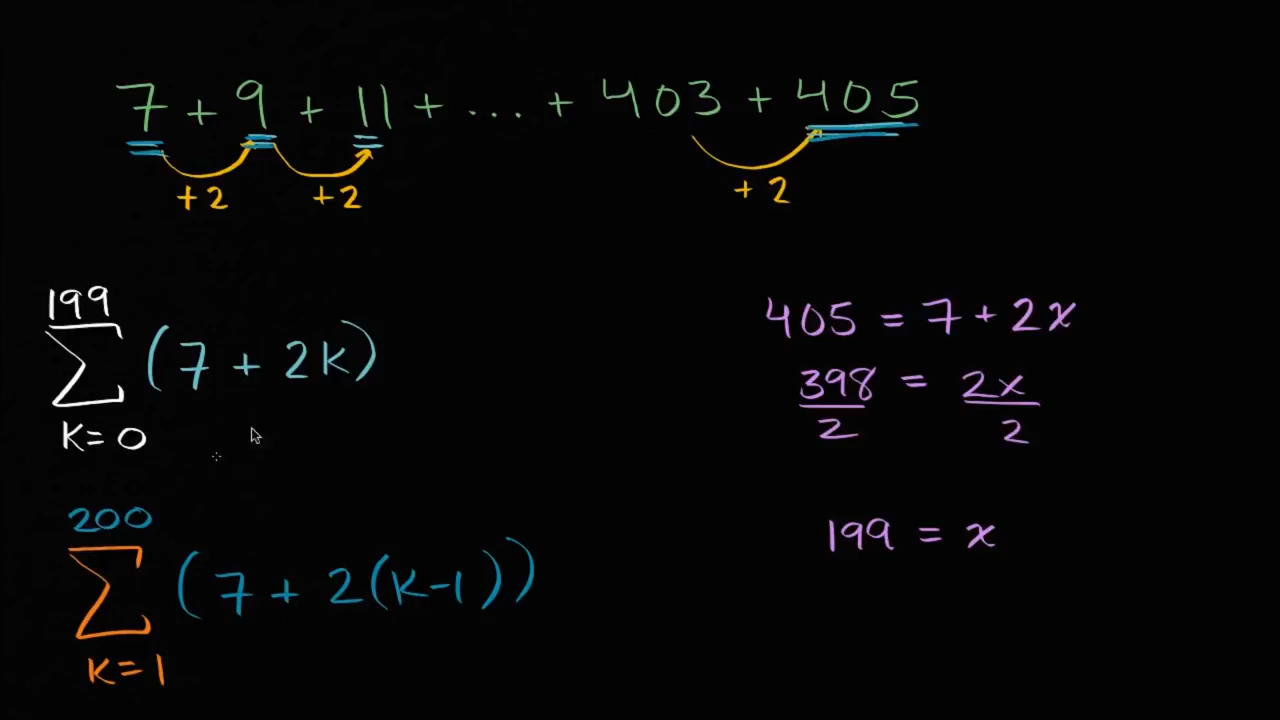 7 + 9 + 11 + ... + 403 + 405
+2 +2 +2
199
∑ (7 + 2K)
K=0
405 = 7 + 2x
398 = 2x
2 2
199 = x
200
∑ (7 + 2(K-1))
K=1